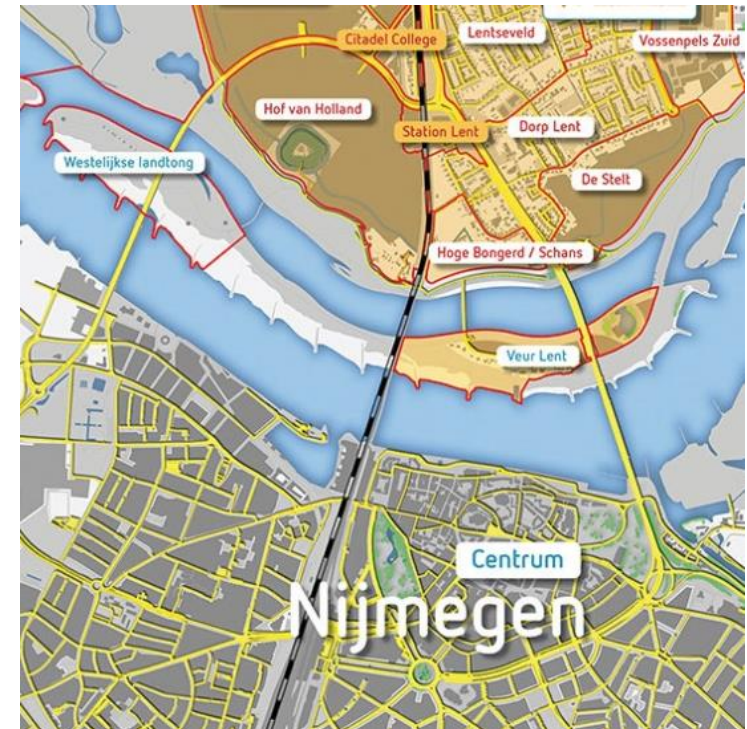 Citadel College
Lentseveld
Vossenpels Zuid
Hof van Holland
Station Lent
Dorp Lent
Westelijkse landtong
De Stelt
Hoge Bongerd / Schans
Veur Lent
Centrum
Nijmegen